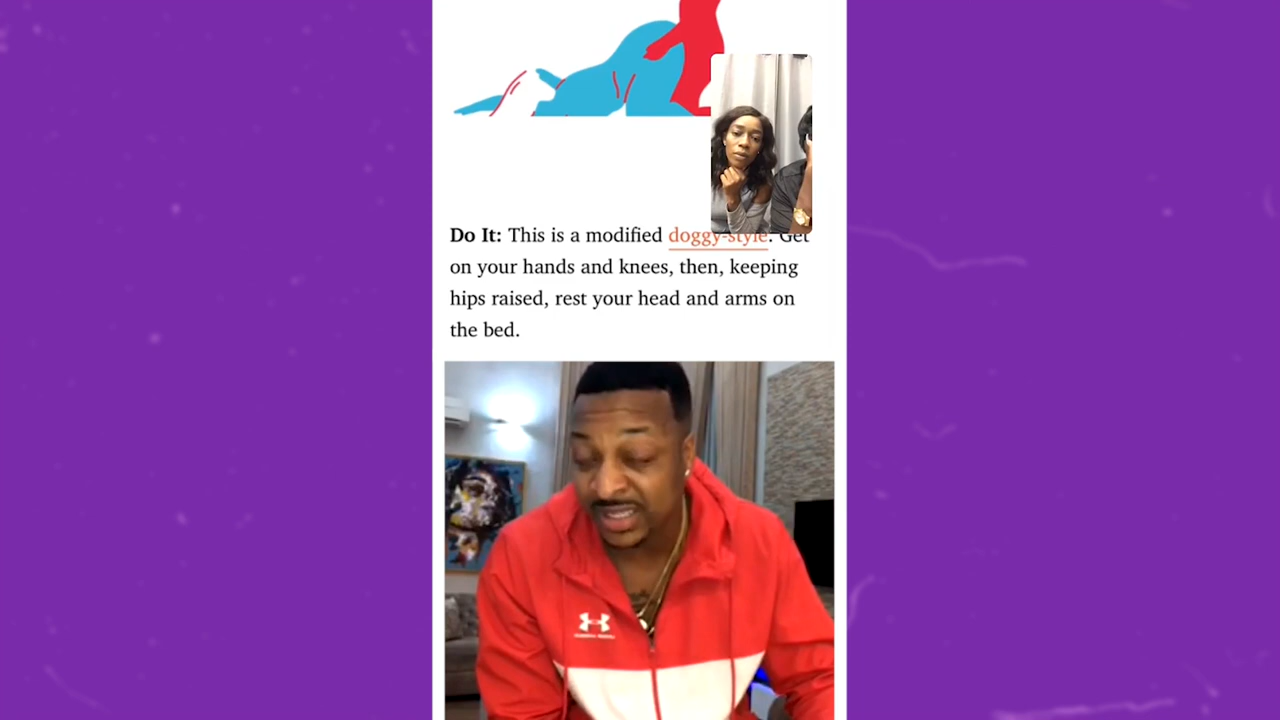 Do It: This is a modified doggy-style. Get
on your hands and knees, then, keeping
hips raised, rest your head and arms on
the bed.